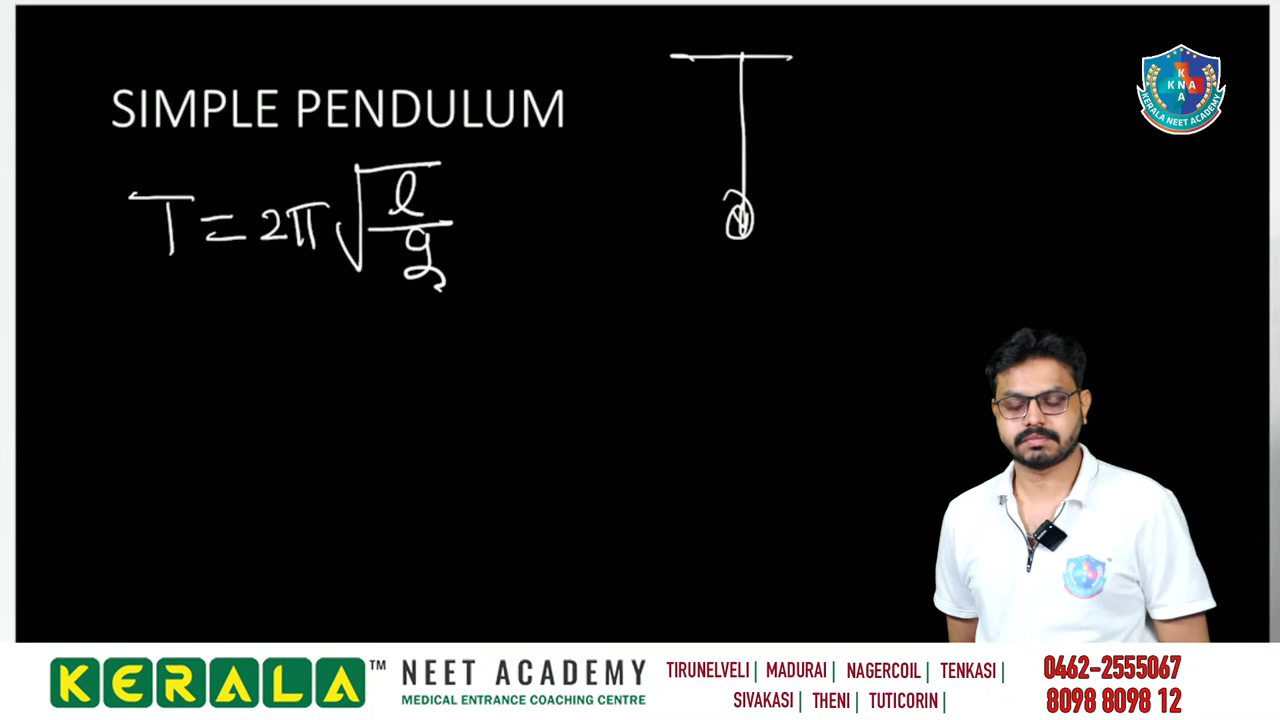 SIMPLE PENDULUM
T = 2π √(l/g)
K
K N A
A
KERALA NEET ACADEMY
KERALA™ NEET ACADEMY
MEDICAL ENTRANCE COACHING CENTRE
TIRUNELVELI | MADURAI | NAGERCOIL | TENKASI |
SIVAKASI | THENI | TUTICORIN |
0462-2555067
8098 8098 12